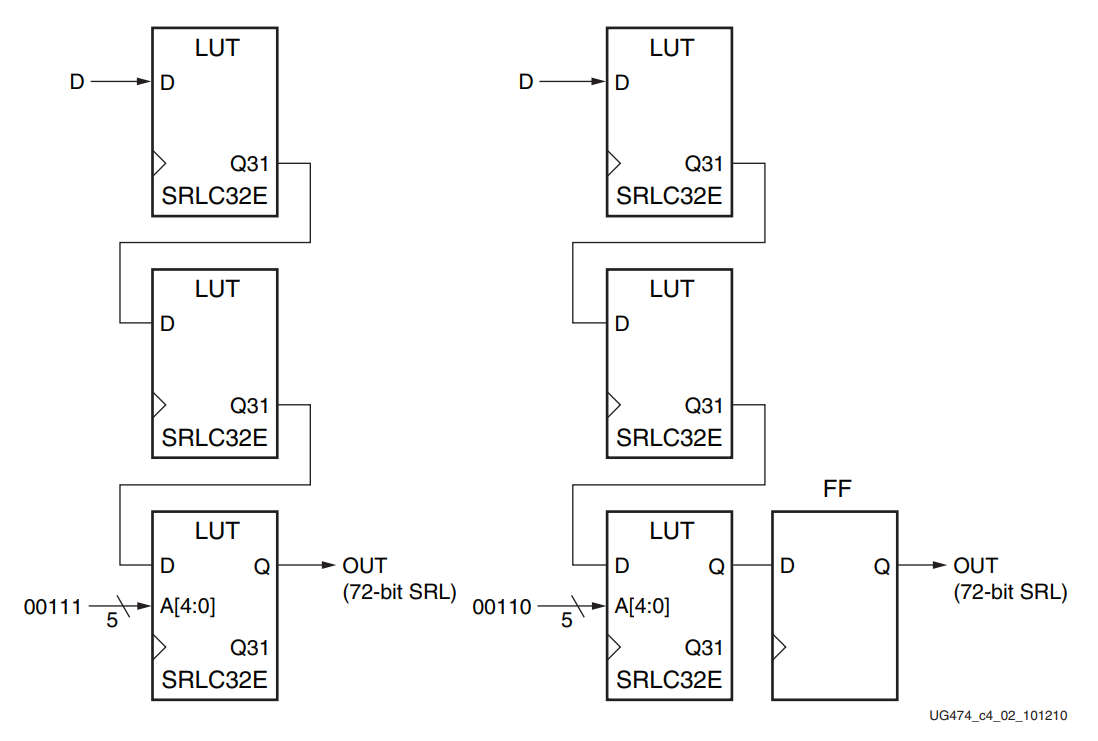 LUT
D
D
Q31
SRLC32E
LUT
D
Q31
SRLC32E
LUT
D
Q
OUT
(72-bit SRL)
00111
5
A[4:0]
Q31
SRLC32E
LUT
D
D
Q31
SRLC32E
LUT
D
Q31
SRLC32E
LUT
D
Q
00110
5
A[4:0]
Q31
SRLC32E
FF
D
Q
OUT
(72-bit SRL)
UG474_c4_02_101210